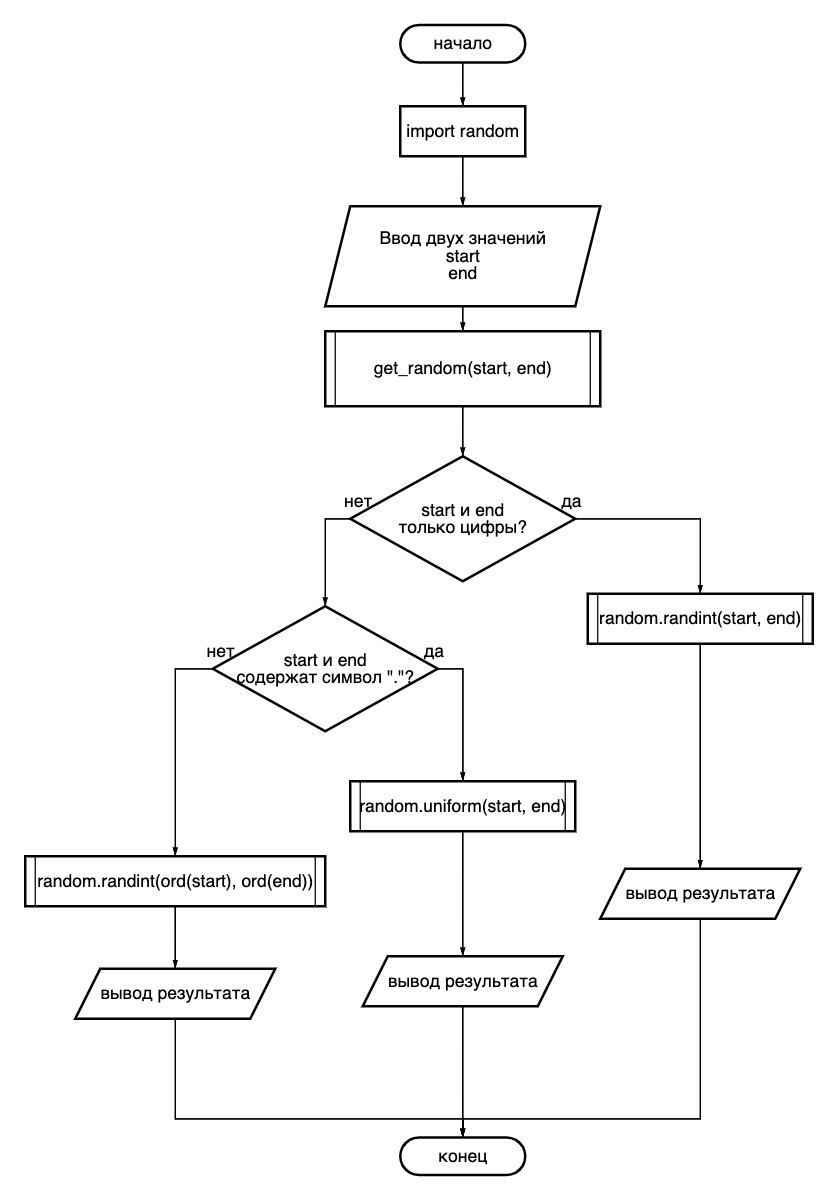 начало
import random
Ввод двух значений
start
end
get_random(start, end)
нет
да
start и end
только цифры?
random.randint(start, end)
нет
да
start и end
содержат символ "."?
random.uniform(start, end)
random.randint(ord(start), ord(end))
вывод результата
вывод результата
вывод результата
конец